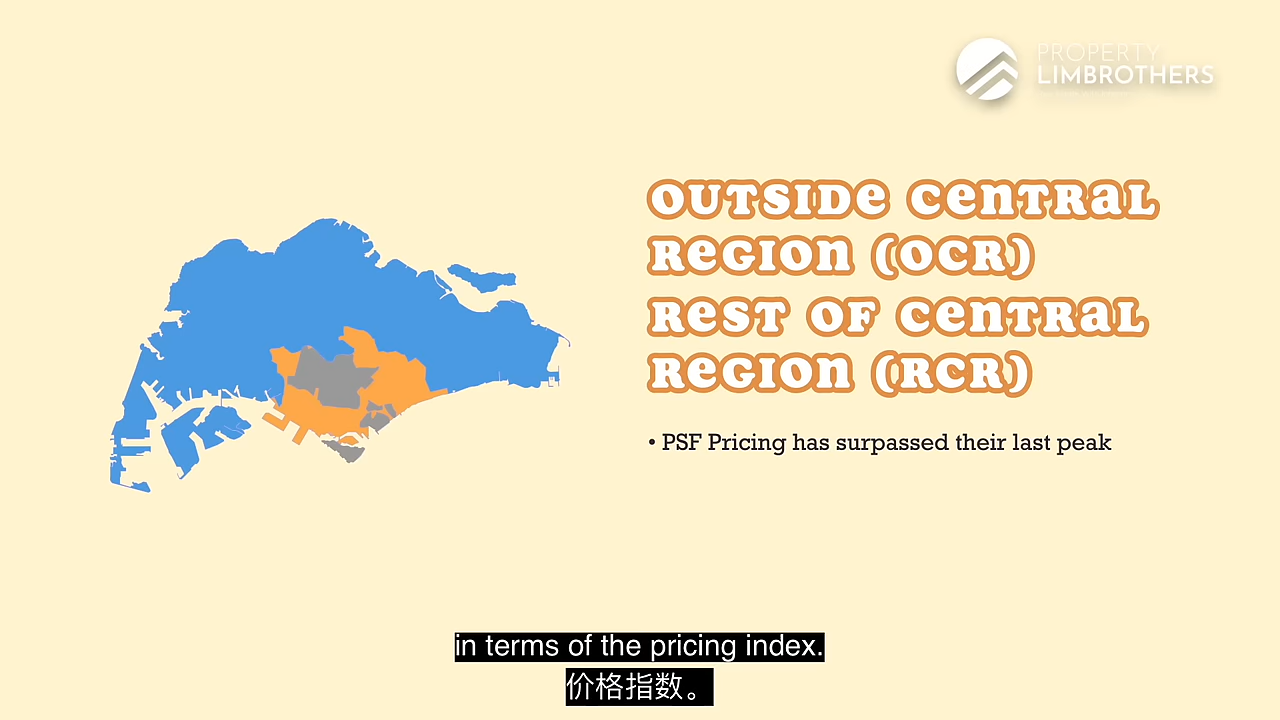 PROPERTY
LIMBROTHERS
OUTSIDE CENTRAL
REGION (OCR)
REST OF CENTRAL
REGION (RCR)
• PSF Pricing has surpassed their last peak
in terms of the pricing index.
价格指数。